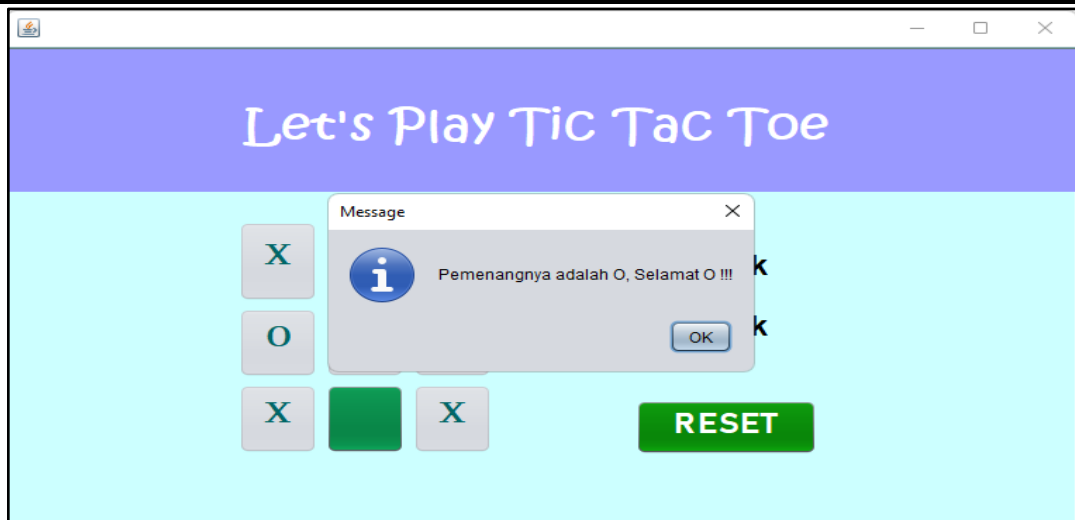 Let's Play Tic Tac Toe
Message
X
Pemenangnya adalah O, Selamat O !!!
k
O
OK
k
X X
RESET